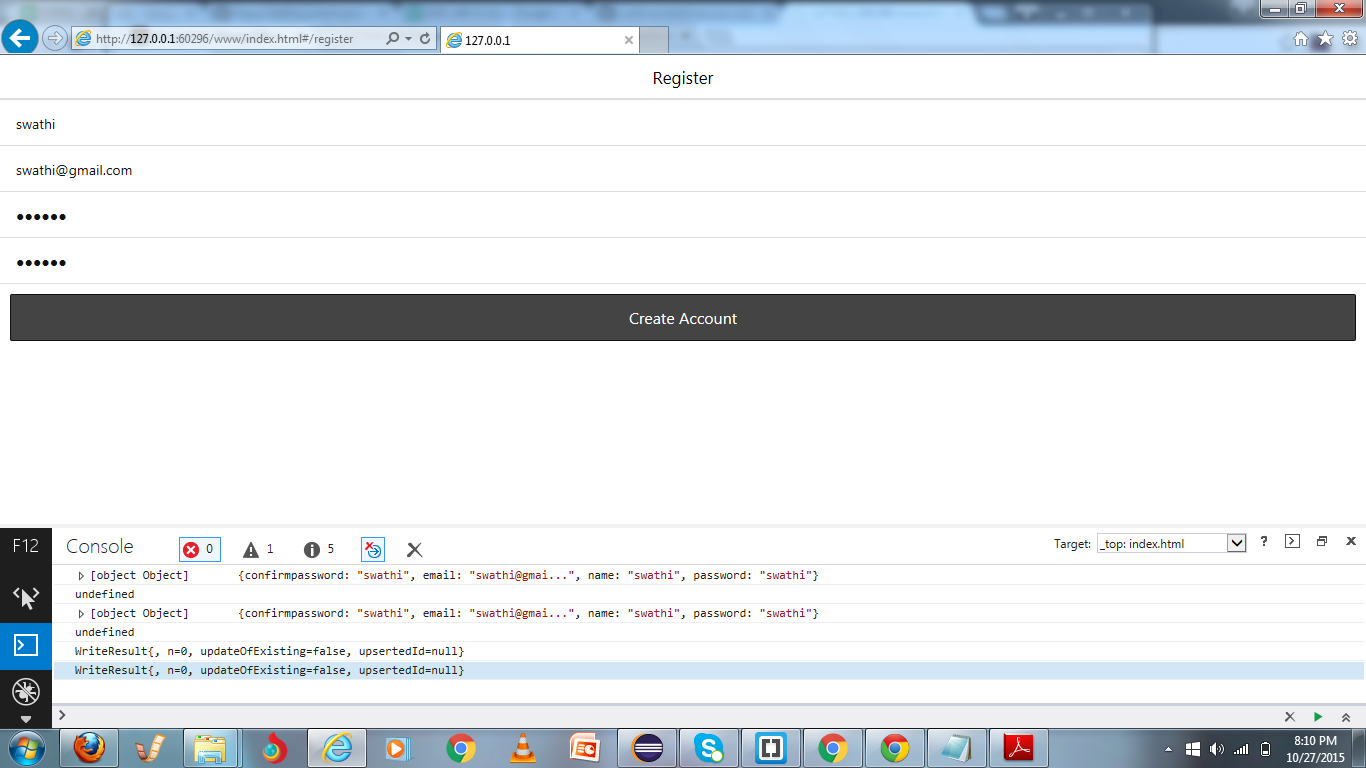 http://127.0.0.1:60296/www/index.html#/register
127.0.0.1
Register
swathi
swathi@gmail.com
••••••
••••••
Create Account
F12
Console
0
1
5
Target:
_top: index.html
?
[object Object] {confirmpassword: "swathi", email: "swathi@gmai...", name: "swathi", password: "swathi"}
undefined
[object Object] {confirmpassword: "swathi", email: "swathi@gmai...", name: "swathi", password: "swathi"}
undefined
WriteResult{, n=0, updateOfExisting=false, upsertedId=null}
WriteResult{, n=0, updateOfExisting=false, upsertedId=null}
8:10 PM
10/27/2015